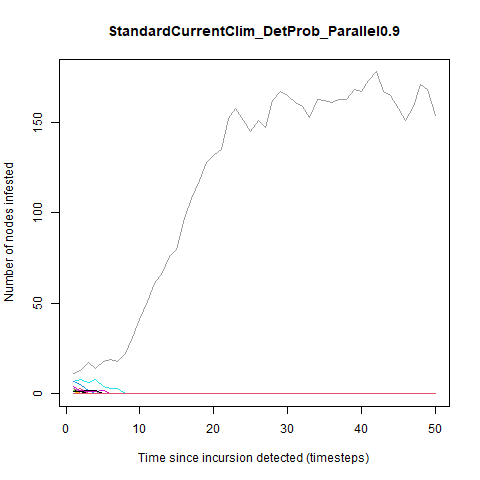 StandardCurrentClim_DetProb_Parallel0.9
Number of nodes infested
150
100
50
0
0 10 20 30 40 50
Time since incursion detected (timesteps)